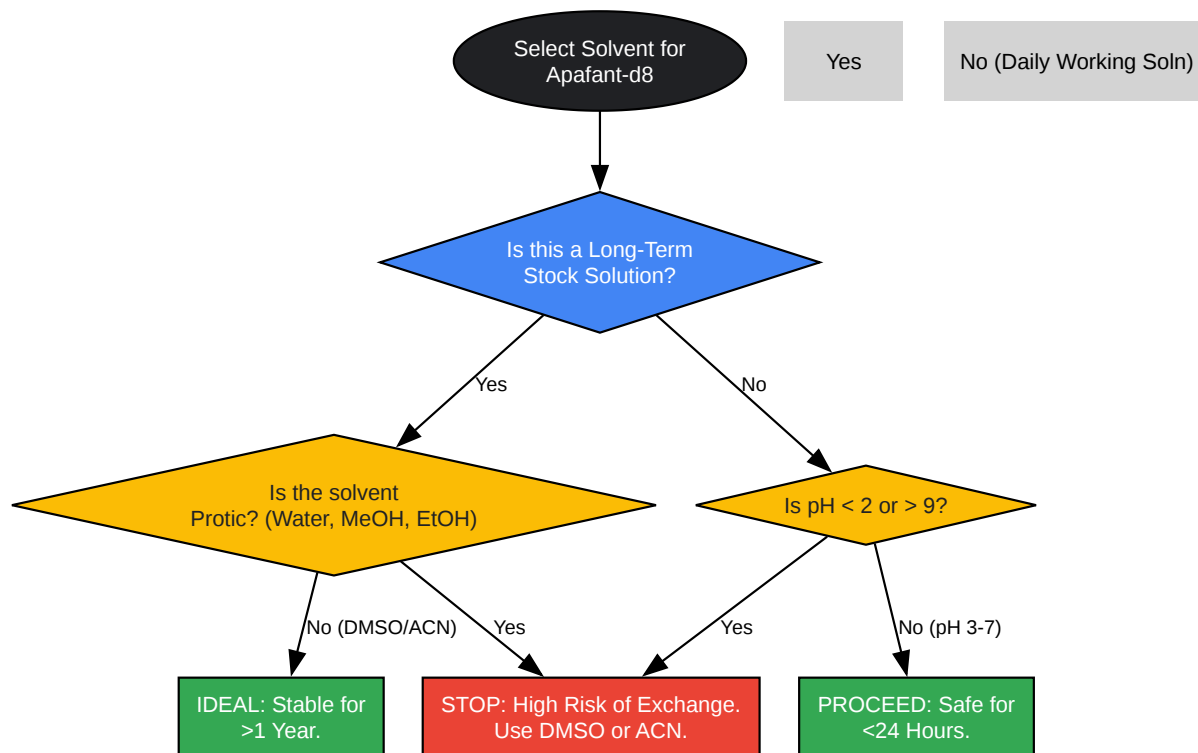 Select Solvent for
Apafant-d8
Yes
No (Daily Working Soln)
Is this a Long-Term
Stock Solution?
Yes
No
Is the solvent
Protic? (Water, MeOH, EtOH)
Is pH < 2 or > 9?
No (DMSO/ACN)
Yes
Yes
No (pH 3-7)
IDEAL: Stable for
>1 Year.
STOP: High Risk of Exchange.
Use DMSO or ACN.
PROCEED: Safe for
<24 Hours.